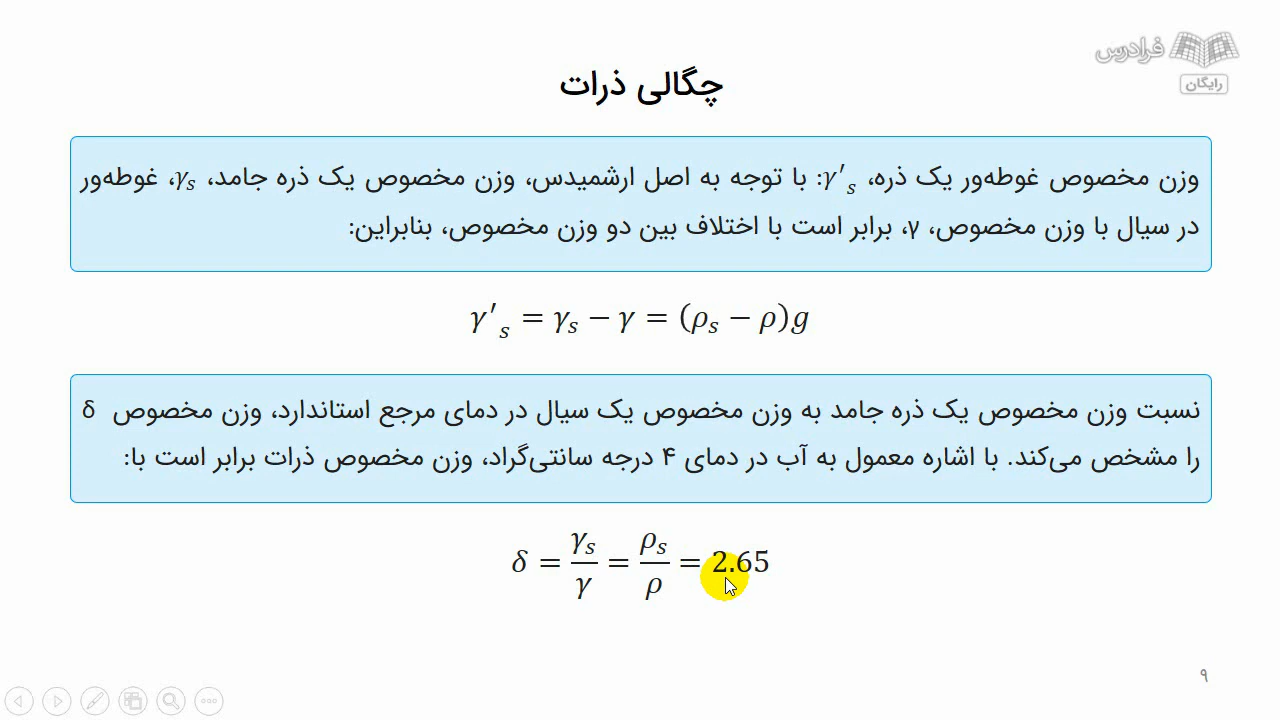 فرادرس
رایگان
چگالی ذرات
وزن مخصوص غوطه‌ور یک ذره، γ′ₛ: با توجه به اصل ارشمیدس، وزن مخصوص یک ذره جامد، γₛ، غوطه‌ور
در سیال با وزن مخصوص، γ، برابر است با اختلاف بین دو وزن مخصوص، بنابراین:
γ′ₛ = γₛ − γ = (ρₛ − ρ)g
نسبت وزن مخصوص یک ذره جامد به وزن مخصوص یک سیال در دمای مرجع استاندارد، وزن مخصوص δ
را مشخص می‌کند. با اشاره معمول به آب در دمای ۴ درجه سانتی‌گراد، وزن مخصوص ذرات برابر است با:
δ = γₛ/γ = ρₛ/ρ = 2.65
۹